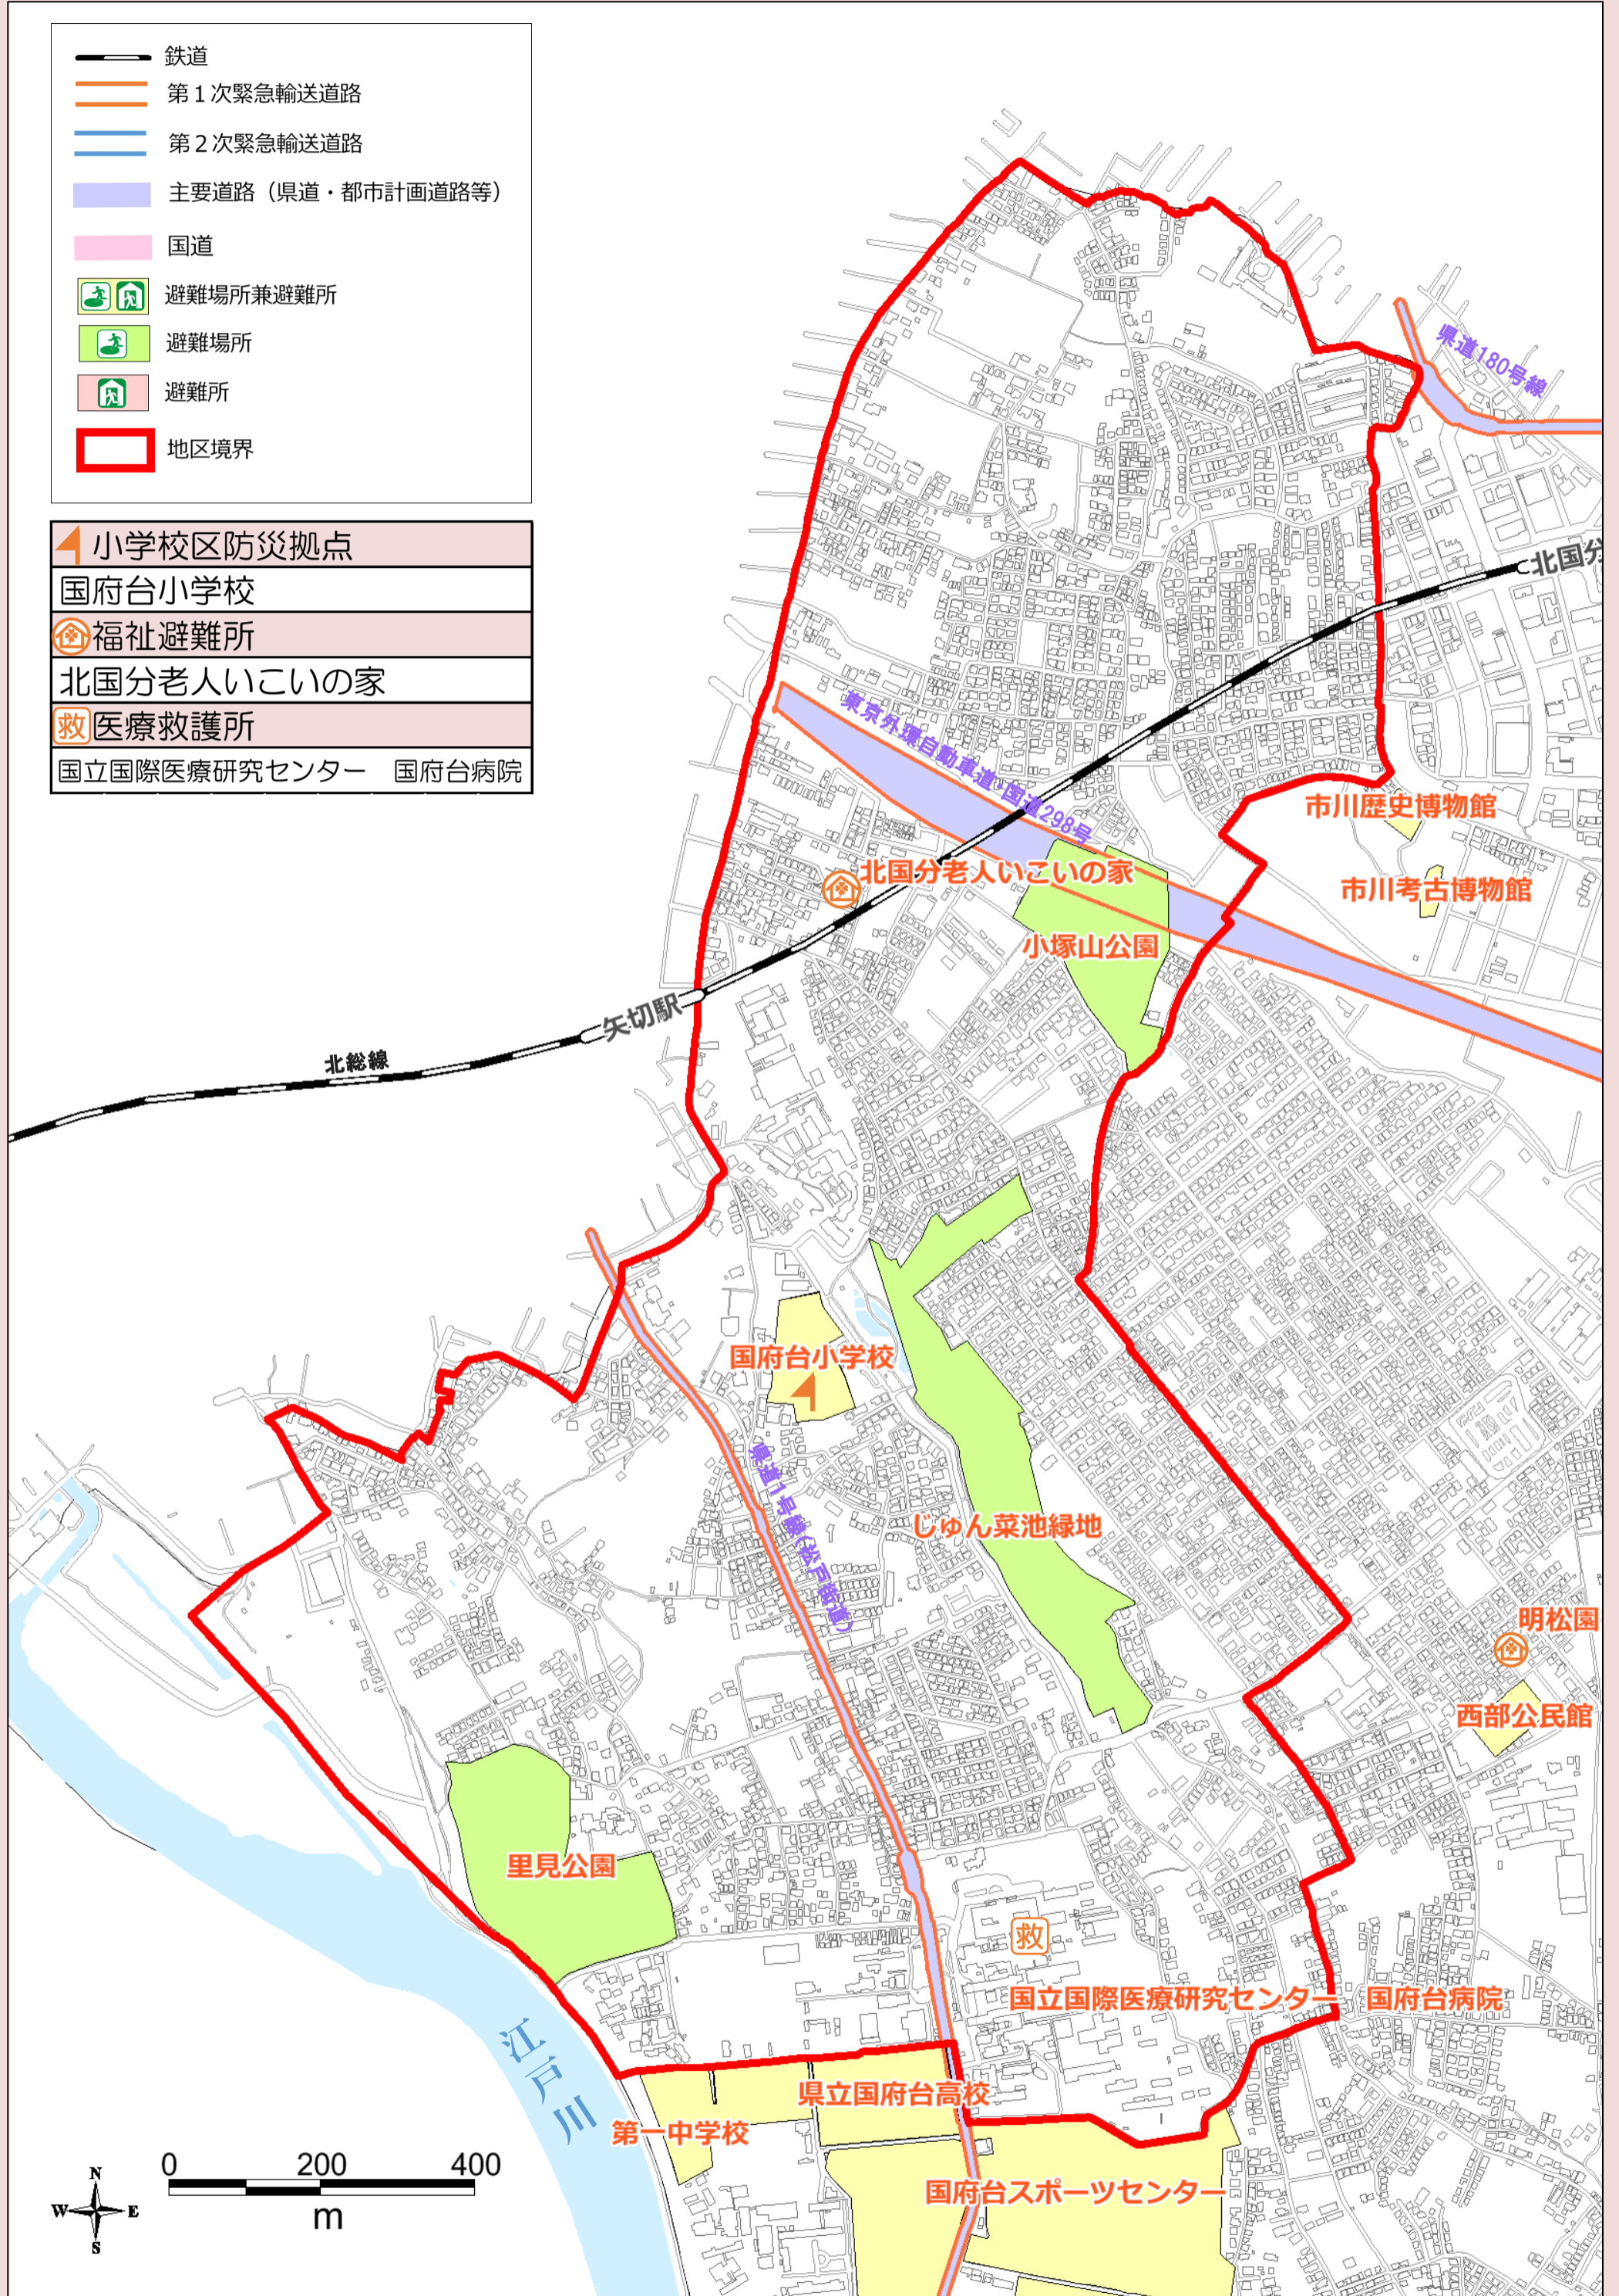 鉄道
第1次緊急輸送道路
第2次緊急輸送道路
主要道路（県道・都市計画道路等）
国道
避難場所兼避難所
避難場所
避難所
地区境界
小学校区防災拠点
国府台小学校
福祉避難所
北国分老人いこいの家
救 医療救護所
国立国際医療研究センター　国府台病院
県道180号線
北国分
東京外環自動車道・国道298号
市川歴史博物館
北国分老人いこいの家
市川考古博物館
小塚山公園
矢切駅
北総線
国府台小学校
県道1号線(松戸街道)
じゅん菜池緑地
明松園
西部公民館
里見公園
救
国立国際医療研究センター　国府台病院
江戸川
県立国府台高校
第一中学校
国府台スポーツセンター
0 200 400
m
N
W E
S